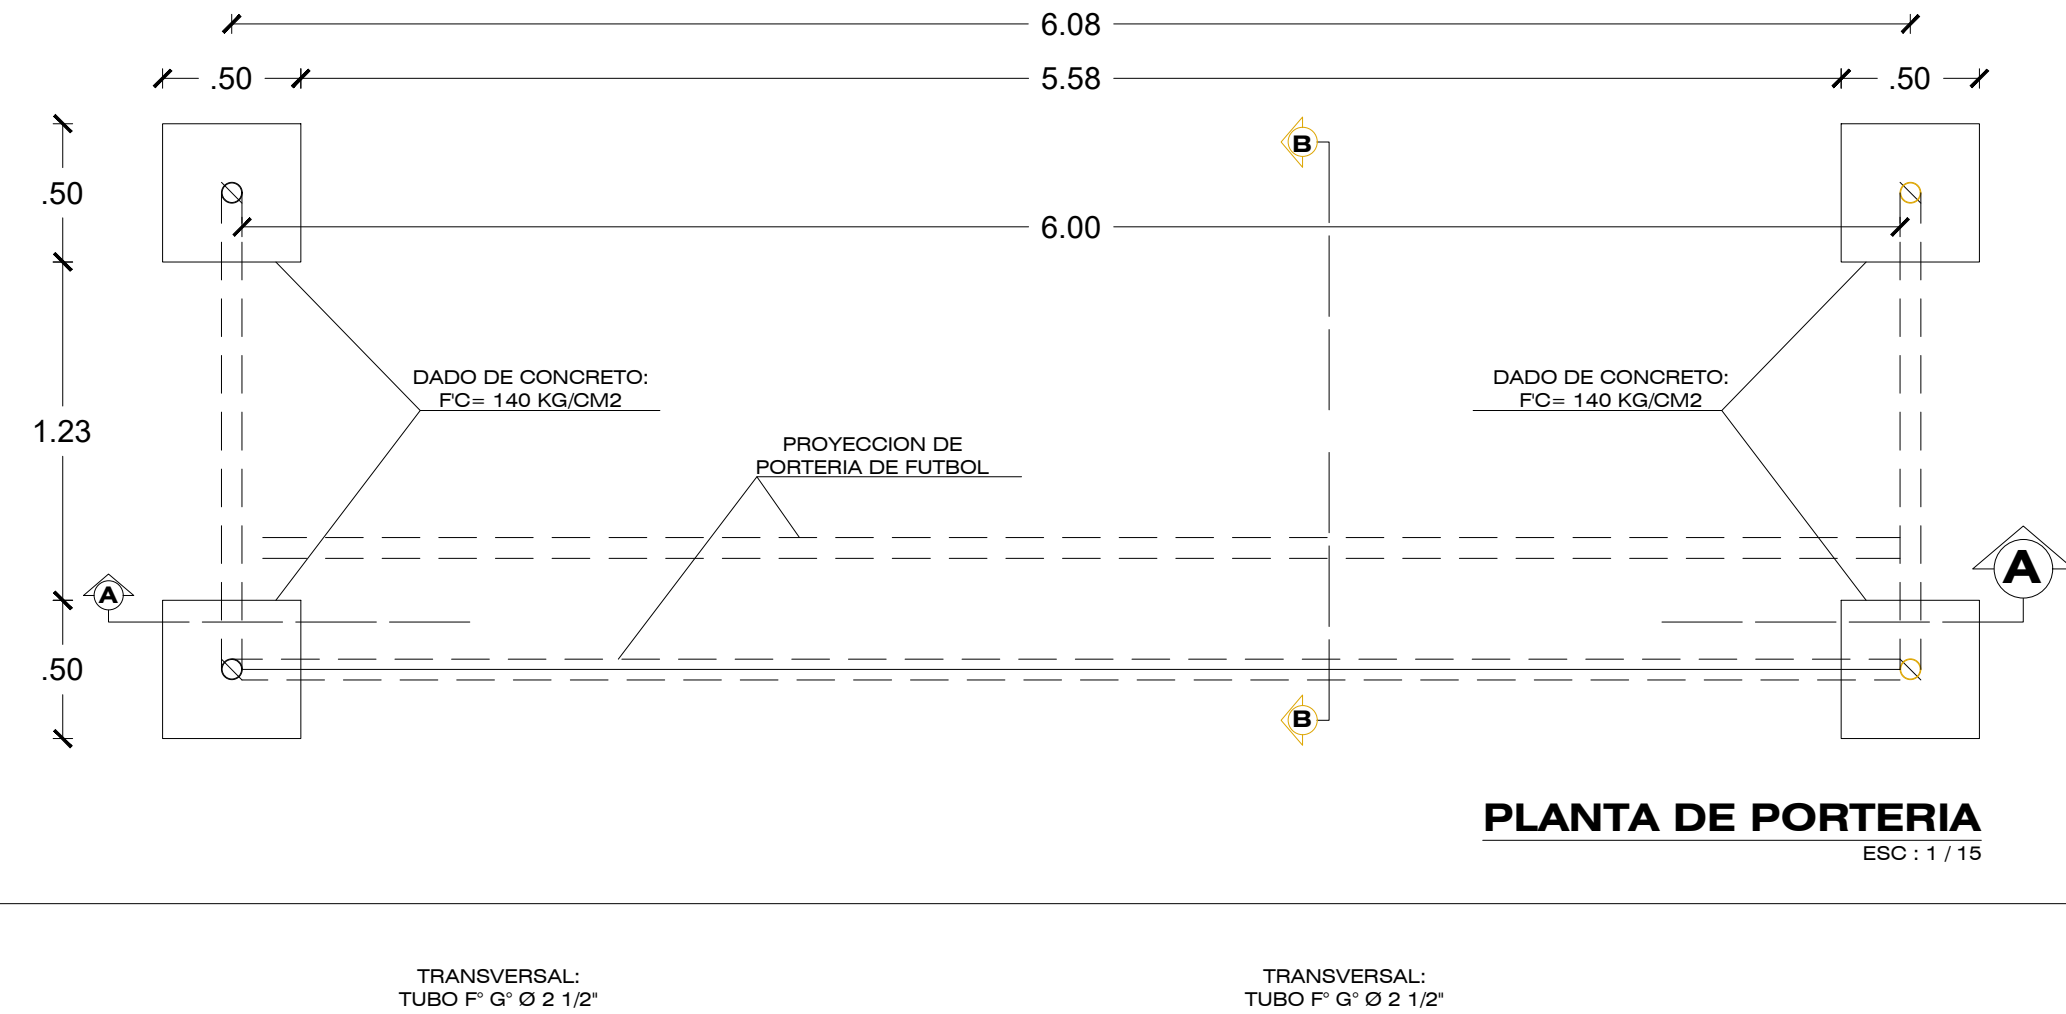 6.08
.50 5.58 .50
B
.50
6.00
DADO DE CONCRETO:
F'C= 140 KG/CM2
DADO DE CONCRETO:
F'C= 140 KG/CM2
1.23
PROYECCION DE
PORTERIA DE FUTBOL
A
A
.50
B
PLANTA DE PORTERIA
ESC : 1 / 15
TRANSVERSAL:
TUBO F° G° Ø 2 1/2"
TRANSVERSAL:
TUBO F° G° Ø 2 1/2"